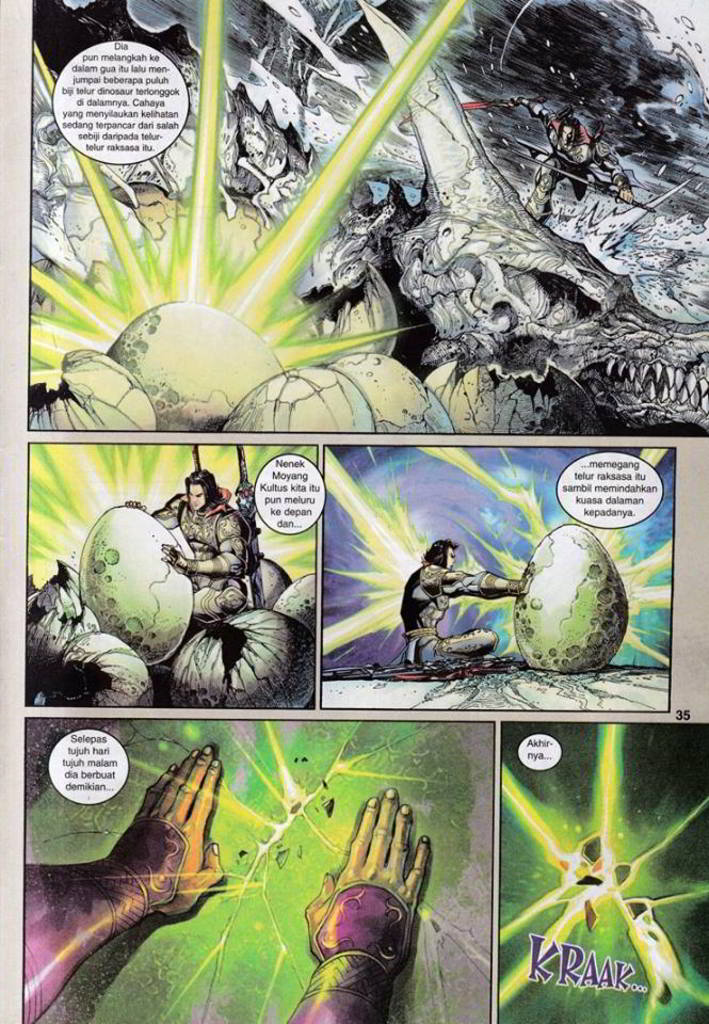 Dia
pun melangkah ke
dalam gua itu lalu men-
jumpai beberapa puluh
biji telur dinosaur terlonggok
di dalamnya. Cahaya
yang menyilaukan kelihatan
sedang terpancar dari salah
sebiji daripada telur-
telur raksasa itu.
Nenek
Moyang
Kultus kita itu
pun meluru
ke depan
dan...
...memegang
telur raksasa itu
sambil memindahkan
kuasa dalaman
kepadanya.
35
Selepas
tujuh hari
tujuh malam
dia berbuat
demikian...
Akhir-
nya...
KRAAK...